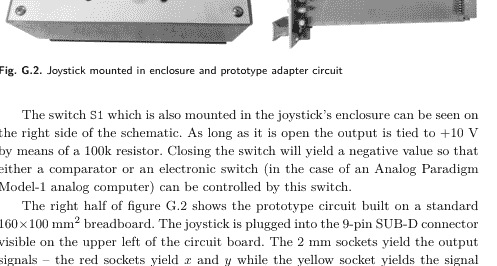 Fig. G.2. Joystick mounted in enclosure and prototype adapter circuit
The switch S1 which is also mounted in the joystick's enclosure can be seen on
the right side of the schematic. As long as it is open the output is tied to +10 V
by means of a 100k resistor. Closing the switch will yield a negative value so that
either a comparator or an electronic switch (in the case of an Analog Paradigm
Model-1 analog computer) can be controlled by this switch.
The right half of figure G.2 shows the prototype circuit built on a standard
160×100 mm² breadboard. The joystick is plugged into the 9-pin SUB-D connector
visible on the upper left of the circuit board. The 2 mm sockets yield the output
signals – the red sockets yield x and y while the yellow socket yields the signal